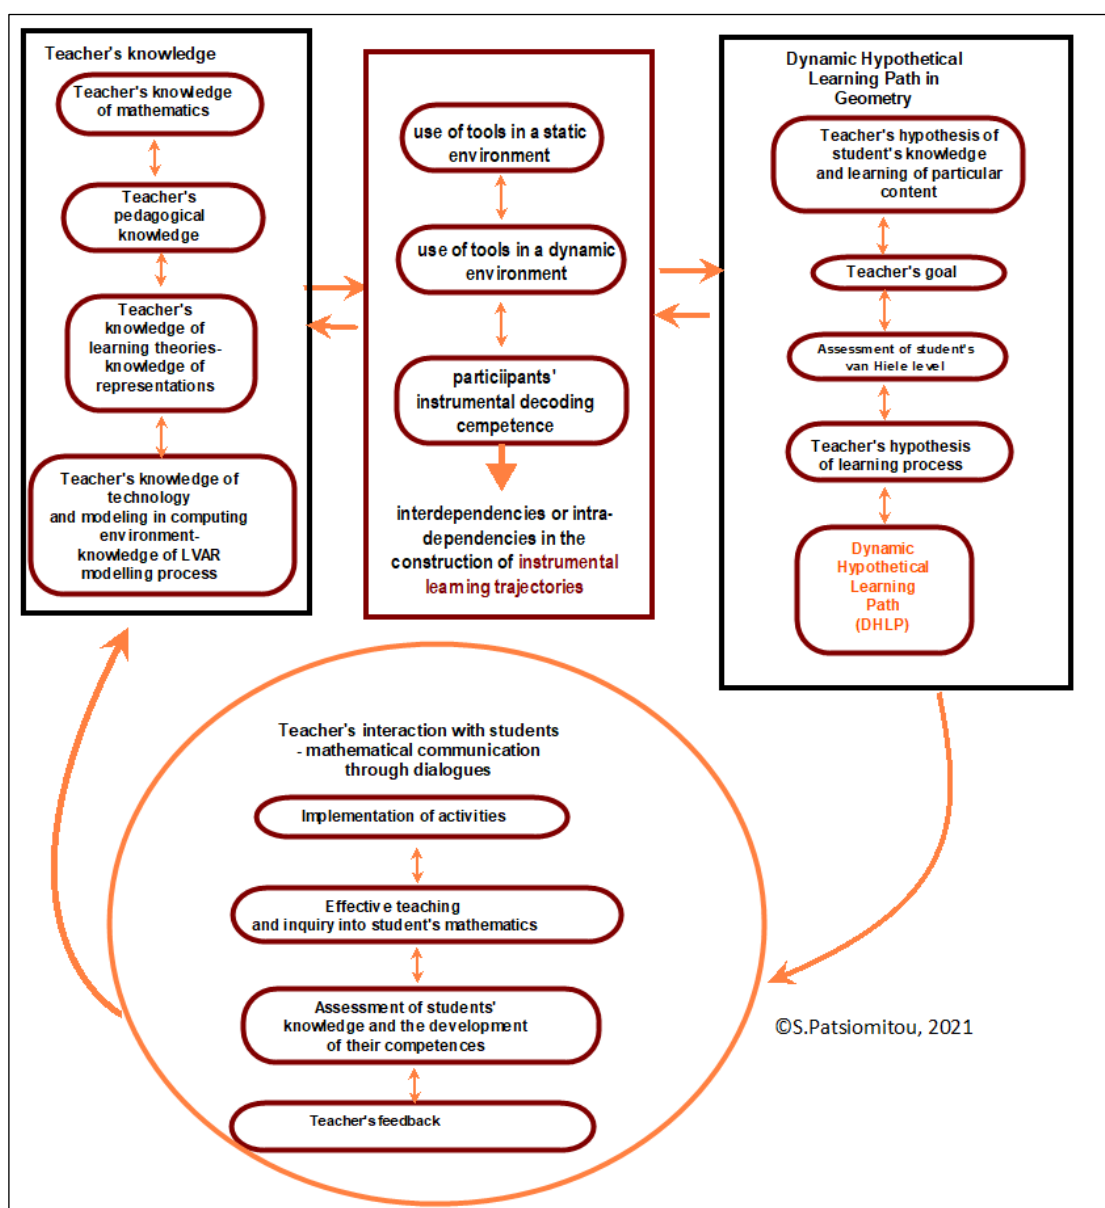 Teacher's knowledge
Teacher's knowledge
of mathematics
Teacher's
pedagogical
knowledge
Teacher's
knowledge of
learning theories-
knowledge of
representations
Teacher's knowledge of
technology
and modeling in computing
environment-
knowledge of LVAR
modelling process
use of tools in a static
environment
use of tools in a dynamic
environment
particiipants'
instrumental decoding
cempetence
interdependencies or intra-
dependencies in the
construction of instrumental
learning trajectories
Dynamic Hypothetical
Learning Path in
Geometry
Teacher's hypothesis of
student's knowledge
and learning of particular
content
Teacher's goal
Assessment of student's
van Hiele level
Teacher's hypothesis
of learning process
Dynamic
Hypothetical
Learning
Path
(DHLP)
Teacher's interaction with students
- mathematical communication
through dialogues
Implementation of activities
Effective teaching
and inquiry into student's mathematics
Assessment of students'
knowledge and the development
of their competences
Teacher's feedback
©S.Patsiomitou, 2021